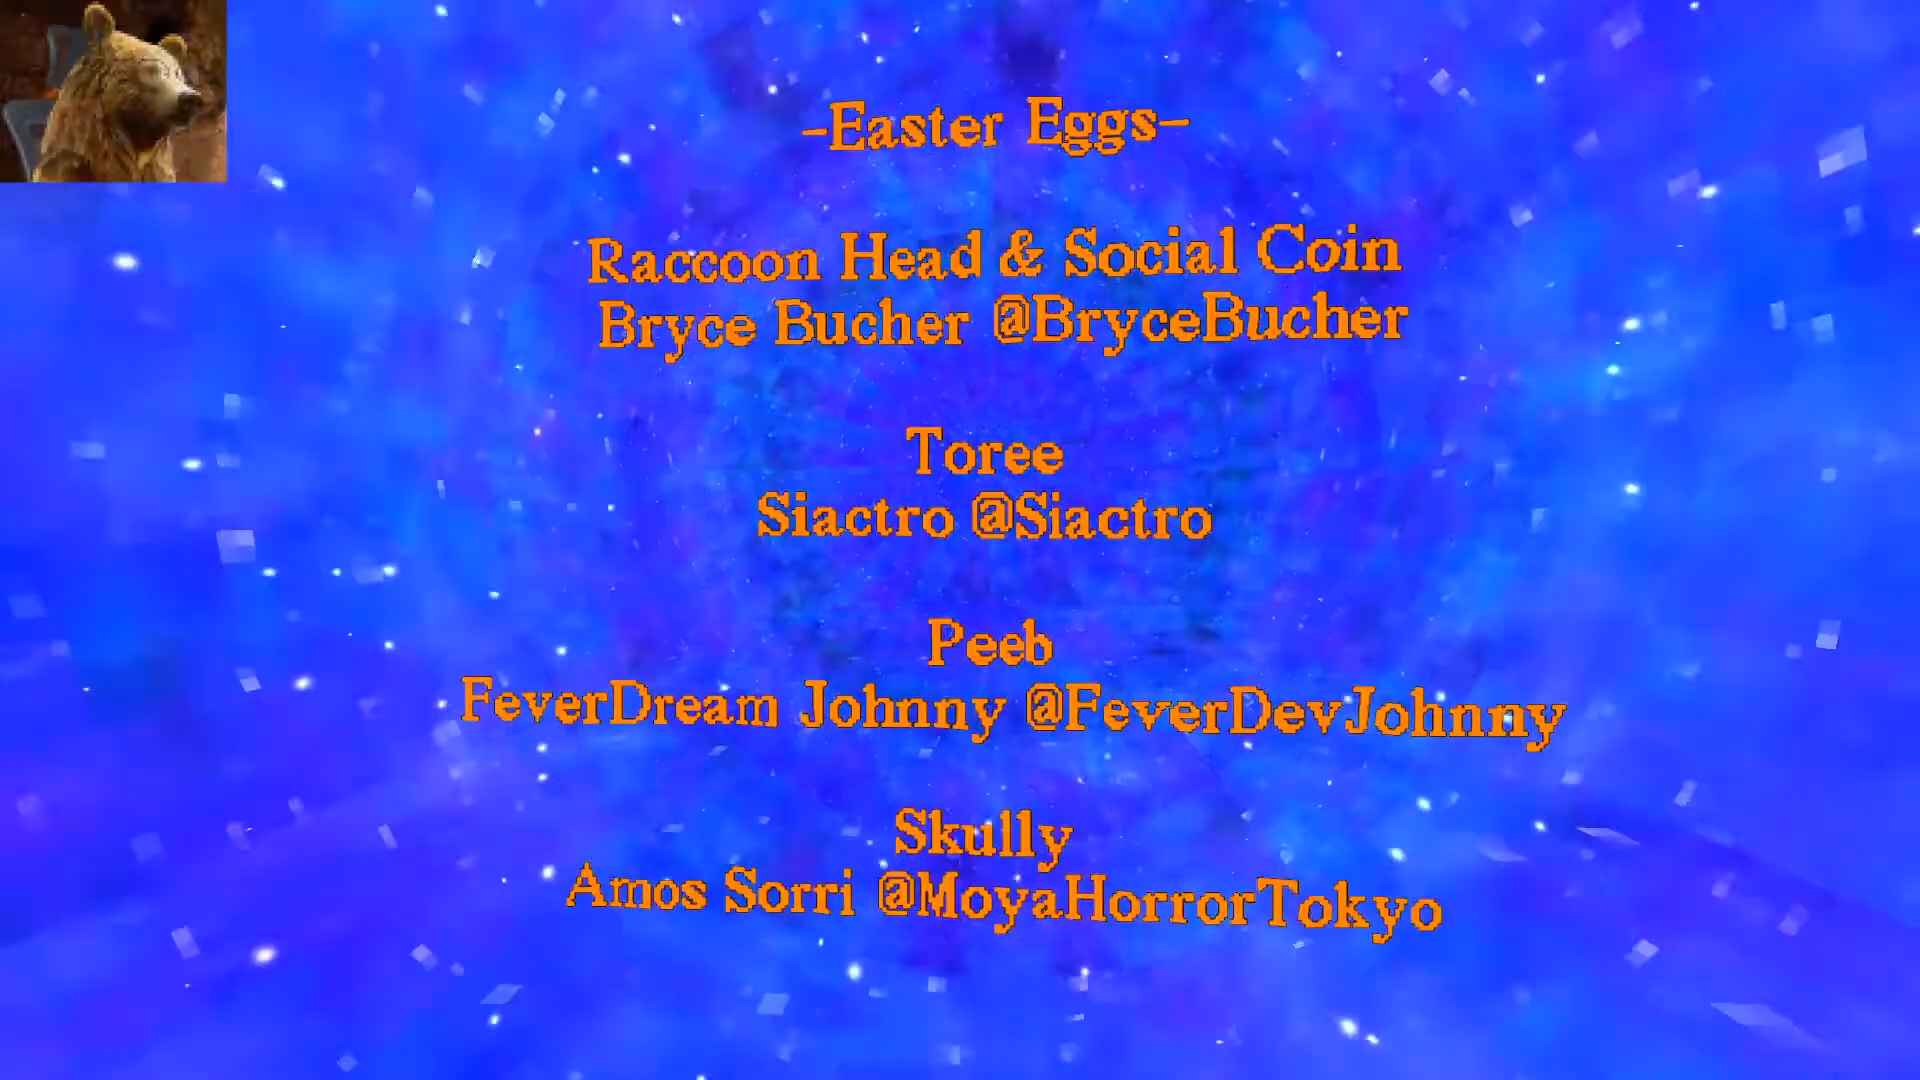 -Easter Eggs-
Raccoon Head & Social Coin
Bryce Bucher @BryceBucher
Toree
Siactro @Siactro
Peeb
FeverDream Johnny @FeverDevJohnny
Skully
Amos Sorri @MoyaHorrorTokyo